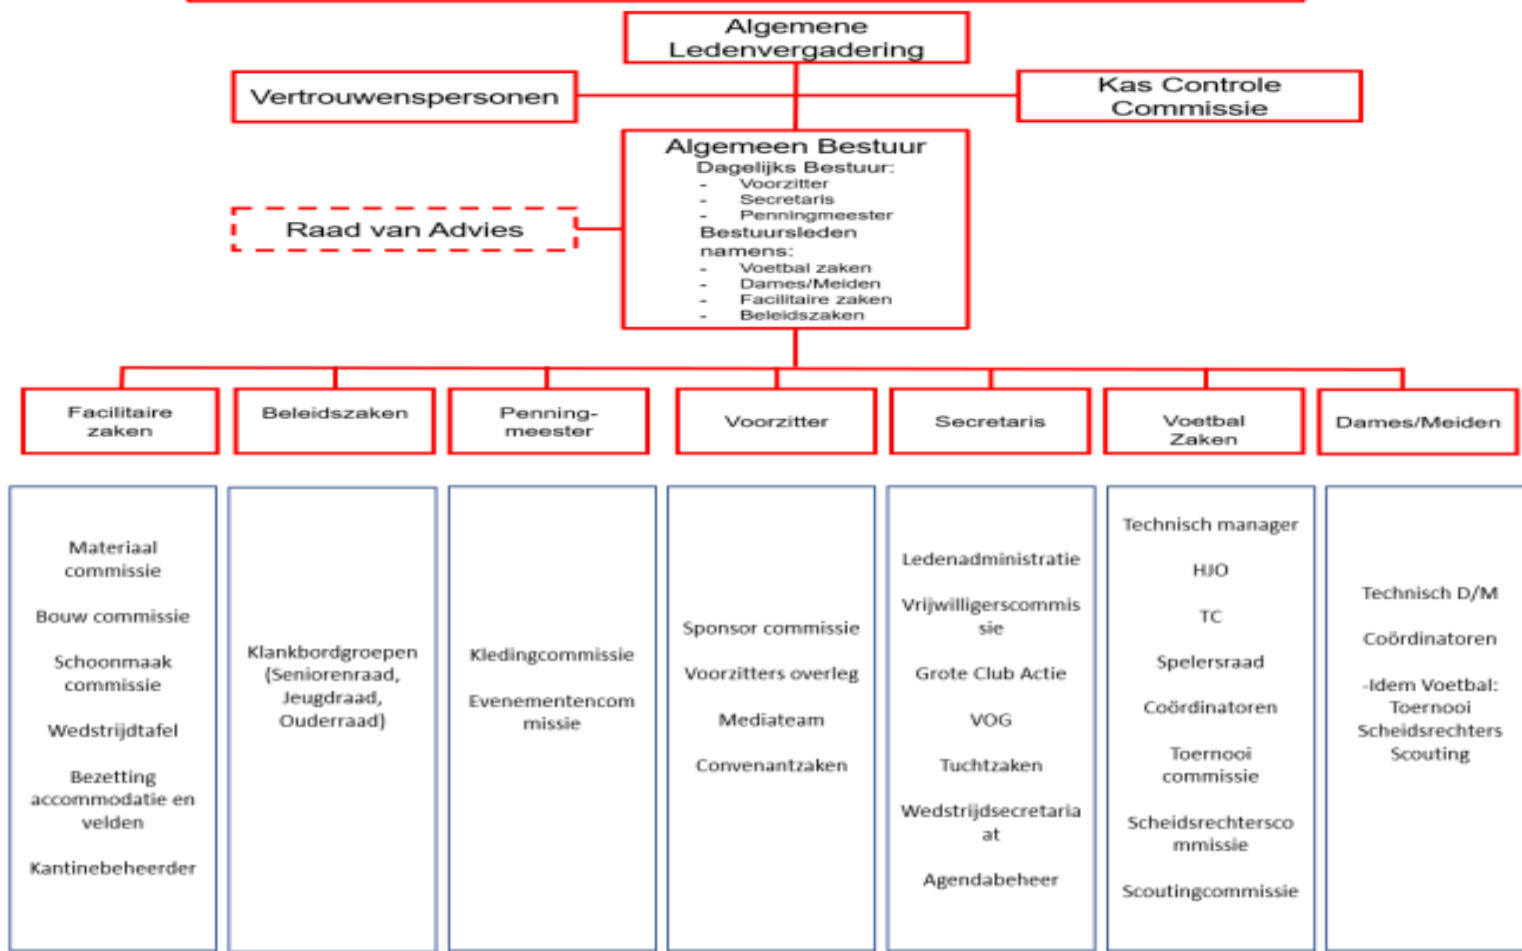 Algemene
Ledenvergadering
Vertrouwenspersonen
Kas Controle
Commissie
Algemeen Bestuur
Dagelijks Bestuur:
- Voorzitter
- Secretaris
- Penningmeester
Bestuursleden
namens:
- Voetbal zaken
- Dames/Meiden
- Facilitaire zaken
- Beleidszaken
Raad van Advies
Facilitaire
zaken
Beleidszaken
Penning-
meester
Voorzitter
Secretaris
Voetbal
Zaken
Dames/Meiden
Materiaal
commissie
Bouw commissie
Schoonmaak
commissie
Wedstrijdtafel
Bezetting
accommodatie en
velden
Kantinebeheerder
Klankbordgroepen
(Seniorenraad,
Jeugdraad,
Ouderraad)
Kledingcommissie
Evenementencom
missie
Sponsor commissie
Voorzitters overleg
Mediateam
Convenantzaken
Ledenadministratie
Vrijwilligerscommis
sie
Grote Club Actie
VOG
Tuchtzaken
Wedstrijdsecretaria
at
Agendabeheer
Technisch manager
HJO
TC
Spelersraad
Coördinatoren
Toernooi
commissie
Scheidsrechtersco
mmissie
Scoutingcommissie
Technisch D/M
Coördinatoren
-Idem Voetbal:
Toernooi
Scheidsrechters
Scouting